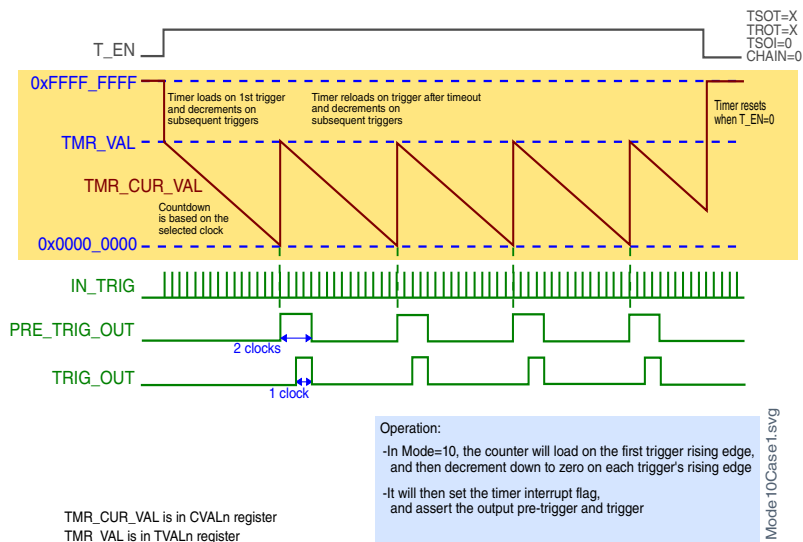 TSOT=X
TROT=X
TSOI=0
CHAIN=0
T_EN
0xFFFF_FFFF
Timer loads on 1st trigger
and decrements on
subsequent triggers
Timer reloads on trigger after timeout
and decrements on
subsequent triggers
Timer resets
when T_EN=0
TMR_VAL
TMR_CUR_VAL
Countdown
is based on the
selected clock
0x0000_0000
IN_TRIG
PRE_TRIG_OUT
2 clocks
TRIG_OUT
1 clock
Operation:
-In Mode=10, the counter will load on the first trigger rising edge,
and then decrement down to zero on each trigger's rising edge
-It will then set the timer interrupt flag,
and assert the output pre-trigger and trigger
Mode10Case1.svg
TMR_CUR_VAL is in CVALn register
TMR_VAL is in TVALn register